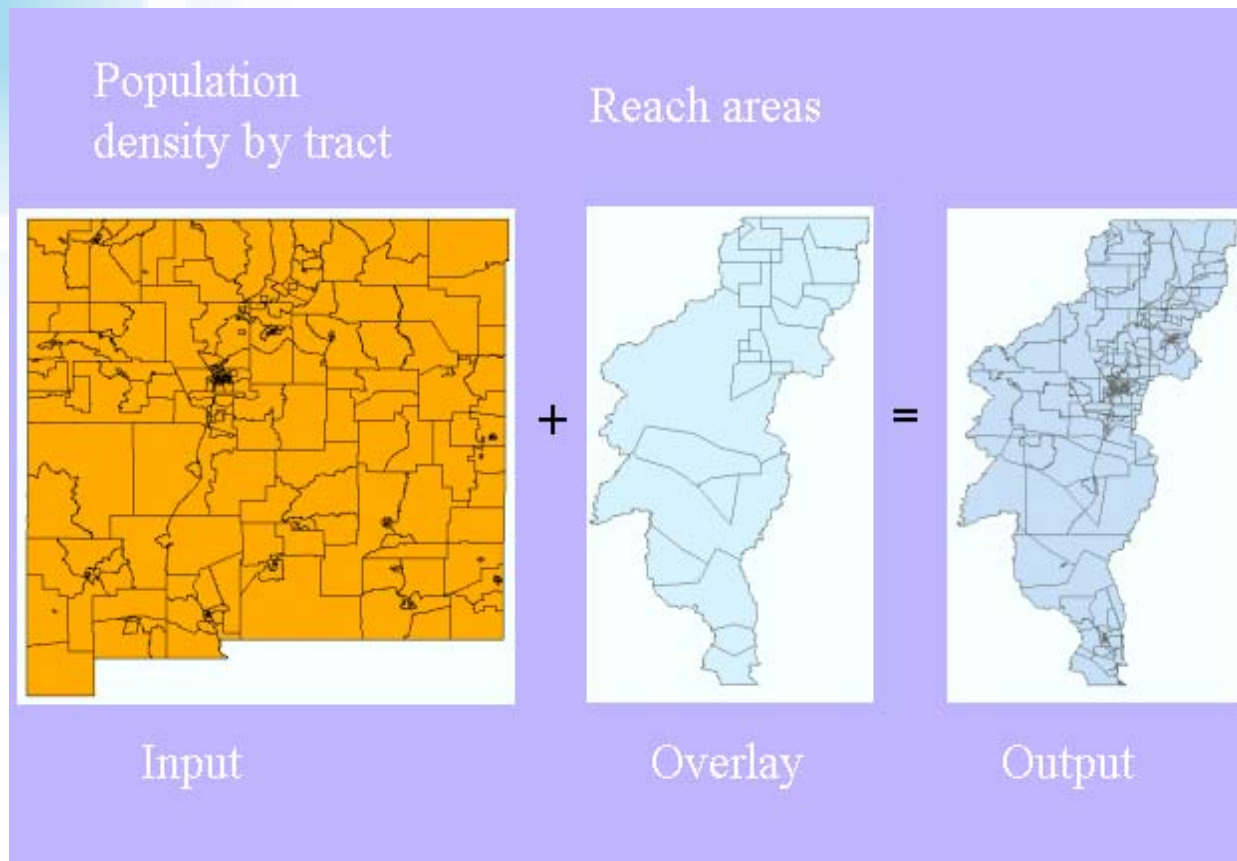 Population
density by tract
Reach areas
+
=
Input
Overlay
Output